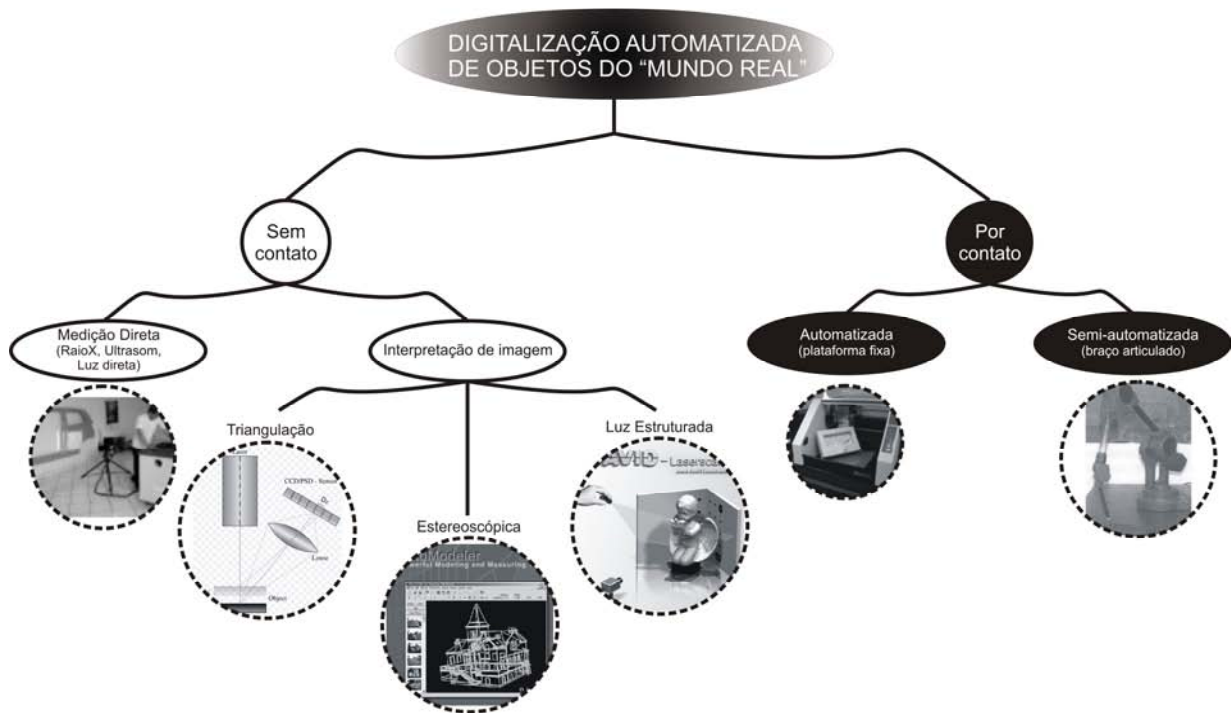 DIGITALIZAÇÃO AUTOMATIZADA
DE OBJETOS DO “MUNDO REAL”
Sem
contato
Por
contato
Medição Direta
(RaioX, Ultrasom,
Luz direta)
Interpretação de imagem
Automatizada
(plataforma fixa)
Semi-automatizada
(braço articulado)
Triangulação
CCD/PSD - Sensor
Lense
Object
Estereoscópica
Modeler
Modeling and Measuring
Luz Estruturada